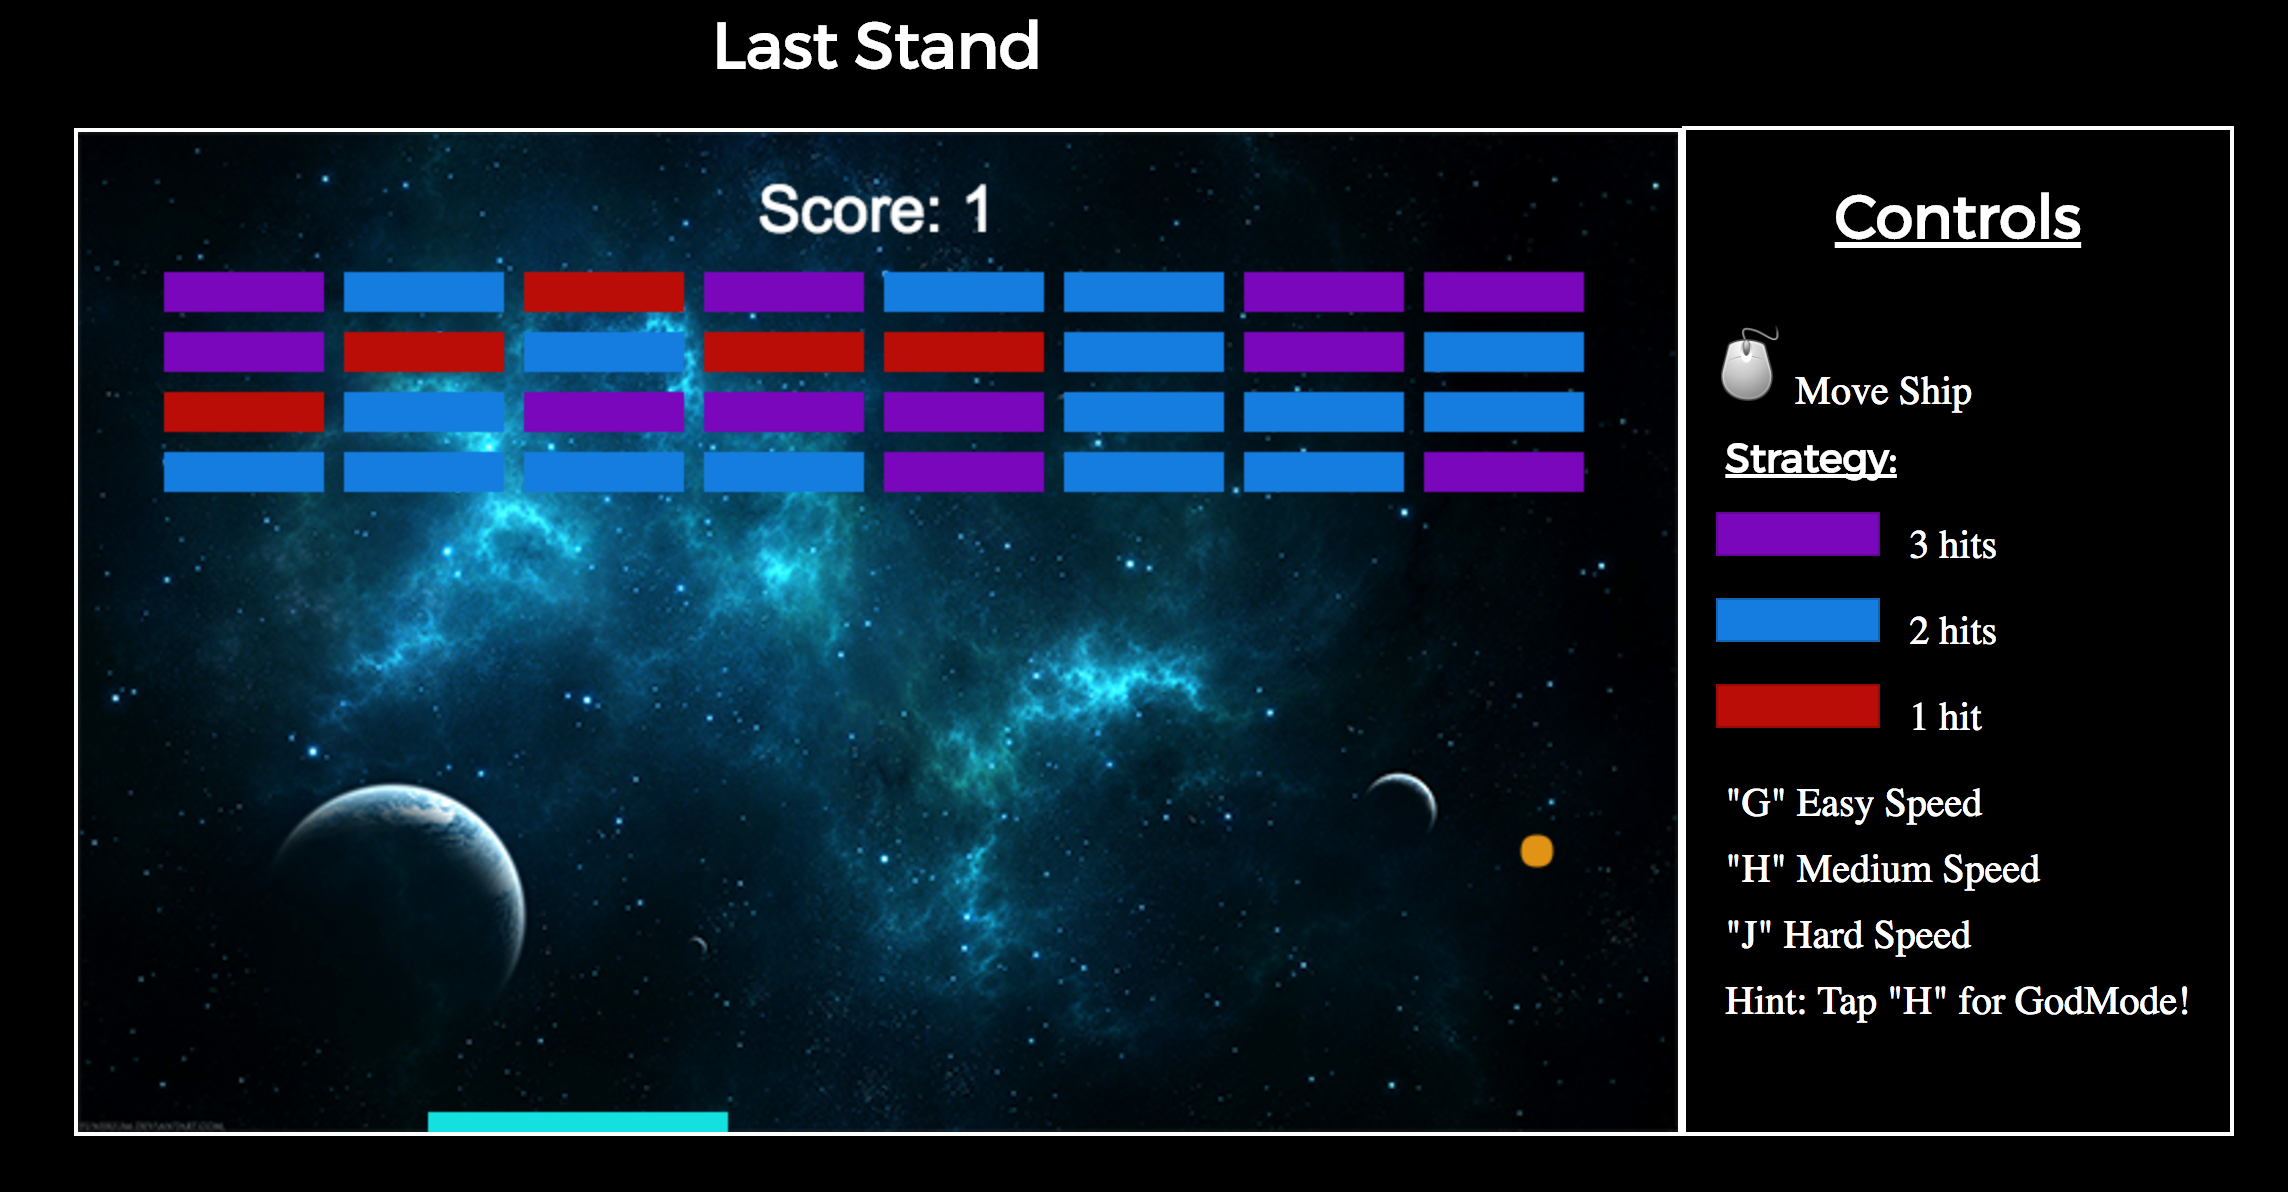 Last Stand
Score: 1
Controls
Move Ship
Strategy:
3 hits
2 hits
1 hit
"G" Easy Speed
"H" Medium Speed
"J" Hard Speed
Hint: Tap "H" for GodMode!